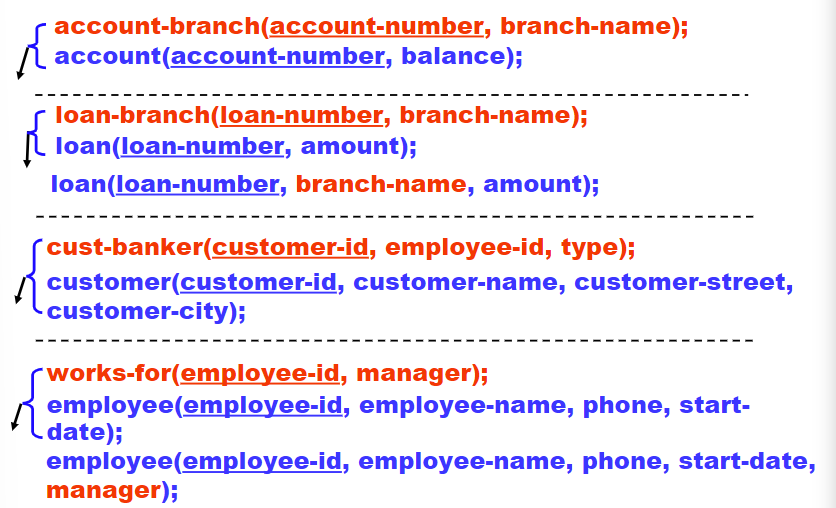 account-branch(account-number, branch-name);
account(account-number, balance);
loan-branch(loan-number, branch-name);
loan(loan-number, amount);
loan(loan-number, branch-name, amount);
cust-banker(customer-id, employee-id, type);
customer(customer-id, customer-name, customer-street,
customer-city);
works-for(employee-id, manager);
employee(employee-id, employee-name, phone, start-
date);
employee(employee-id, employee-name, phone, start-date,
manager);